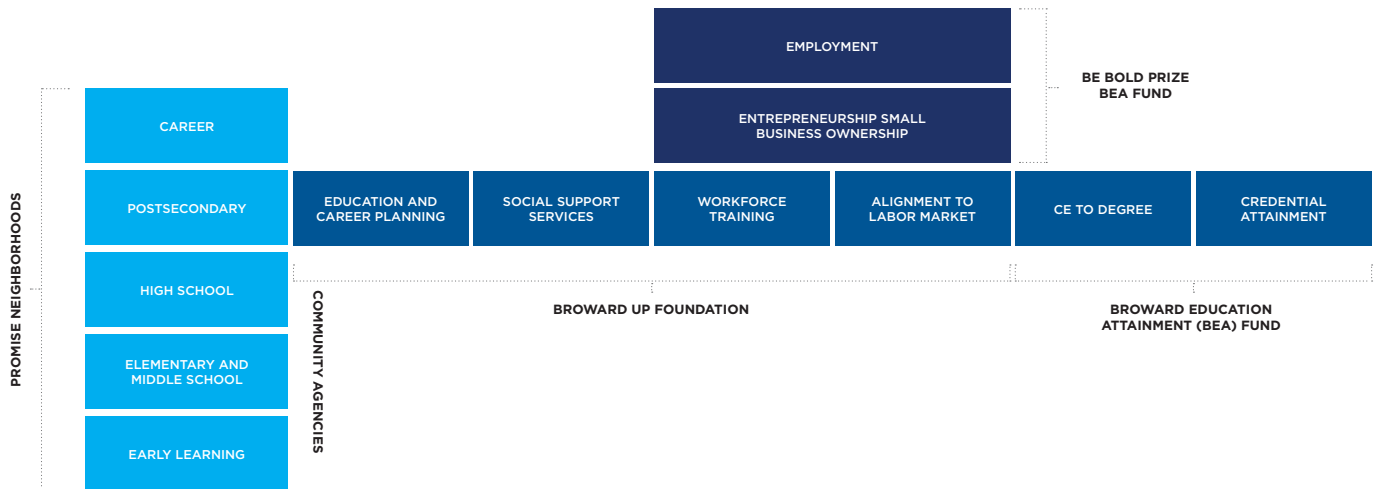 EMPLOYMENT
BE BOLD PRIZE
BEA FUND
ENTREPRENEURSHIP SMALL
BUSINESS OWNERSHIP
CAREER
PROMISE NEIGHBORHOODS
POSTSECONDARY
EDUCATION AND
CAREER PLANNING
SOCIAL SUPPORT
SERVICES
WORKFORCE
TRAINING
ALIGNMENT TO
LABOR MARKET
CE TO DEGREE
CREDENTIAL
ATTAINMENT
HIGH SCHOOL
COMMUNITY AGENCIES
BROWARD UP FOUNDATION
BROWARD EDUCATION
ATTAINMENT (BEA) FUND
ELEMENTARY AND
MIDDLE SCHOOL
EARLY LEARNING